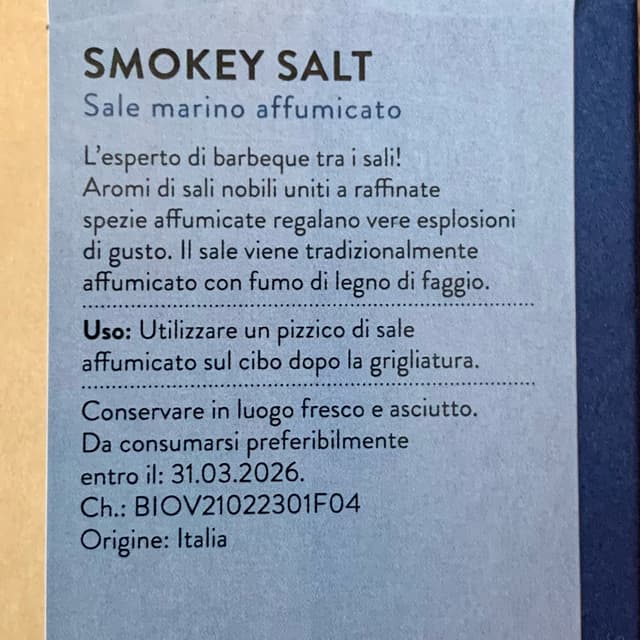 SMOKEY SALT
Sale marino affumicato
L'esperto di barbeque tra i sali!
Aromi di sali nobili uniti a raffinate
spezie affumicate regalano vere esplosioni
di gusto. Il sale viene tradizionalmente
affumicato con fumo di legno di faggio.
Uso: Utilizzare un pizzico di sale
affumicato sul cibo dopo la grigliatura.
Conservare in luogo fresco e asciutto.
Da consumarsi preferibilmente
entro il: 31.03.2026.
Ch.: BIOV21022301F04
Origine: Italia